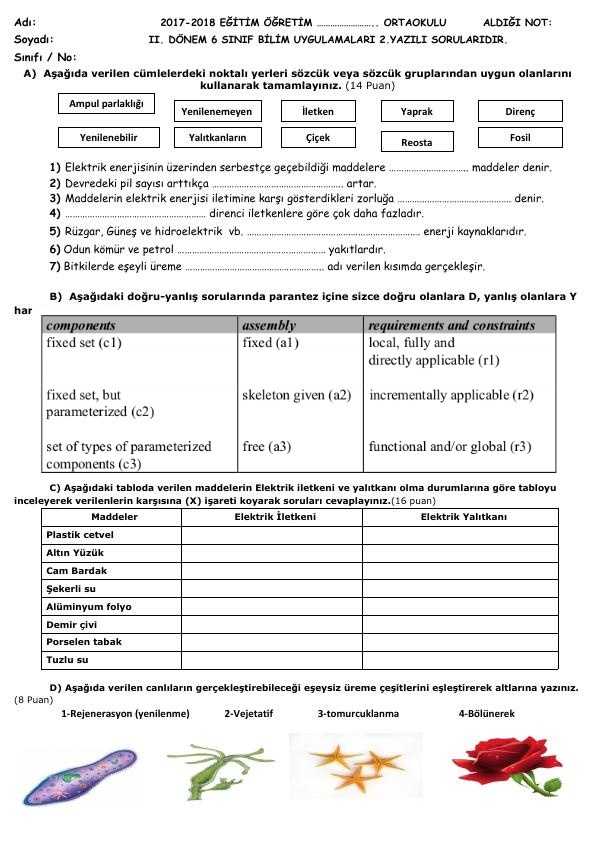 Adı: 2017-2018 EĞİTİM ÖĞRETİM ………………….. ORTAOKULU ALDIĞI NOT:
Soyadı: II. DÖNEM 6 SINIF BİLİM UYGULAMALARI 2.YAZILI SORULARIDIR.
Sınıfı / No:
A) Aşağıda verilen cümlelerdeki noktalı yerleri sözcük veya sözcük gruplarından uygun olanlarını
kullanarak tamamlayınız. (14 Puan)
Ampul parlaklığı Yenilenemeyen İletken Yaprak Direnç
Yenilenebilir Yalıtkanların Çiçek Reosta Fosil
1) Elektrik enerjisinin üzerinden serbestçe geçebildiği maddelere ………………………….. maddeler denir.
2) Devredeki pil sayısı arttıkça ……………………………………………. artar.
3) Maddelerin elektrik enerjisi iletimine karşı gösterdikleri zorluğa ……………………………………… denir.
4) ………………………………………………. direnci iletkenlere göre çok daha fazladır.
5) Rüzgar, Güneş ve hidroelektrik vb. …………………………………………………………. enerji kaynaklarıdır.
6) Odun kömür ve petrol ………………………………………………… yakıtlardır.
7) Bitkilerde eşeyli üreme ……………………………………………… adı verilen kısımda gerçekleşir.
B) Aşağıdaki doğru-yanlış sorularında parantez içine sizce doğru olanlara D, yanlış olanlara Y
har
components assembly requirements and constraints
fixed set (c1) fixed (a1) local, fully and
directly applicable (r1)
fixed set, but skeleton given (a2) incrementally applicable (r2)
parameterized (c2)
set of types of parameterized free (a3) functional and/or global (r3)
components (c3)
C) Aşağıdaki tabloda verilen maddelerin Elektrik iletkeni ve yalıtkanı olma durumlarına göre tabloyu
inceleyerek verilenlerin karşısına (X) işareti koyarak soruları cevaplayınız.(16 puan)
Maddeler Elektrik İletkeni Elektrik Yalıtkanı
Plastik cetvel
Altın Yüzük
Cam Bardak
Şekerli su
Alüminyum folyo
Demir çivi
Porselen tabak
Tuzlu su
D) Aşağıda verilen canlıların gerçekleştirebileceği eşeysiz üreme çeşitlerini eşleştirerek altlarına yazınız.
(8 Puan)
1-Rejenerasyon (yenilenme) 2-Vejetatif 3-tomurcuklanma 4-Bölünerek